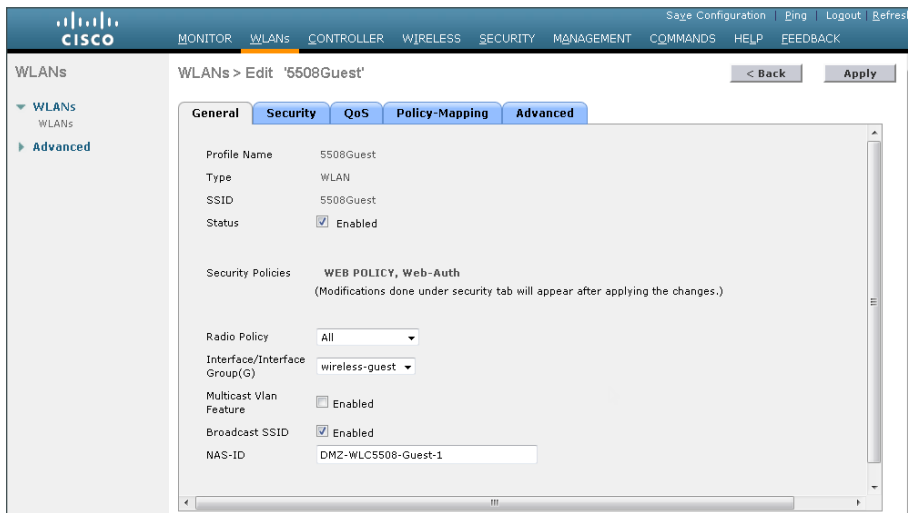 Save Configuration | Ping | Logout | Refres
CISCO
MONITOR WLANs CONTROLLER WIRELESS SECURITY MANAGEMENT COMMANDS HELP FEEDBACK
WLANs
WLANs > Edit '5508Guest'
< Back
Apply
WLANs
WLANs
Advanced
General Security QoS Policy-Mapping Advanced
Profile Name 5508Guest
Type WLAN
SSID 5508Guest
Status Enabled
Security Policies WEB POLICY, Web-Auth
(Modifications done under security tab will appear after applying the changes.)
Radio Policy All
Interface/Interface
Group(G) wireless-guest
Multicast Vlan
Feature Enabled
Broadcast SSID Enabled
NAS-ID DMZ-WLC5508-Guest-1